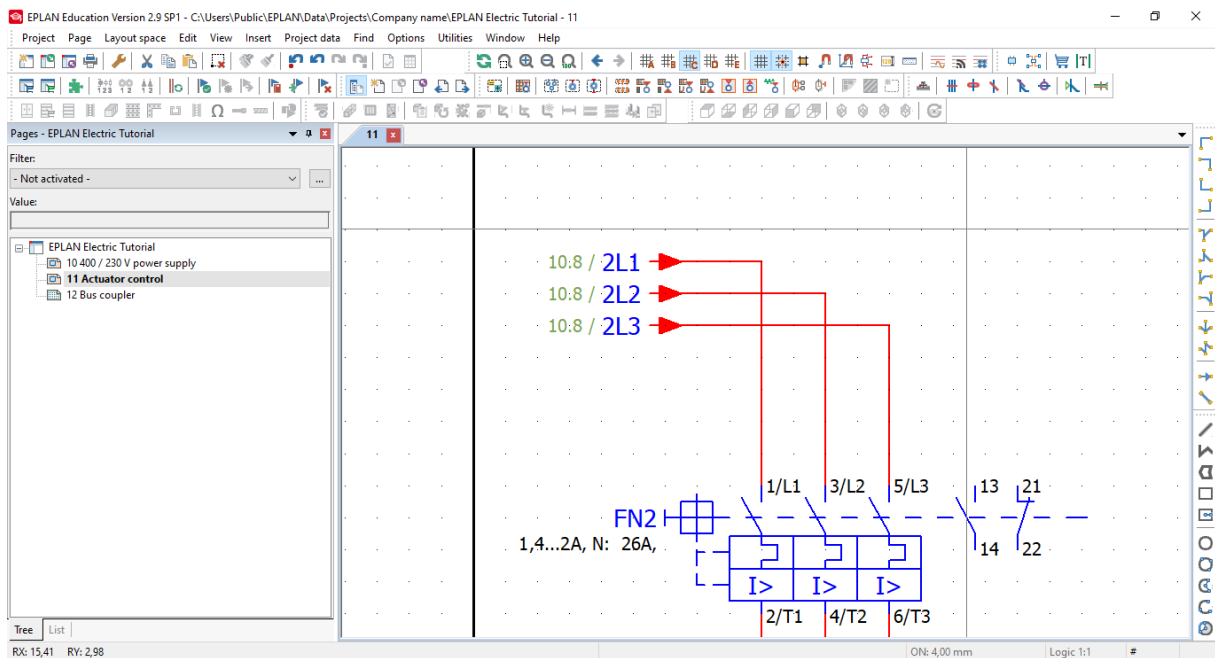 EPLAN Education Version 2.9 SP1 - C:\Users\Public\EPLAN\Data\Projects\Company name\EPLAN Electric Tutorial - 11
Project Page Layout space Edit View Insert Project data Find Options Utilities Window Help
Pages - EPLAN Electric Tutorial
11
Filter:
- Not activated -
...
Value:
EPLAN Electric Tutorial
10 400 / 230 V power supply
11 Actuator control
12 Bus coupler
10:8 / 2L1
10:8 / 2L2
10:8 / 2L3
1/L1 3/L2 5/L3 13 21
FN2
1,4...2A, N: 26A,
14 22
I> I> I>
2/T1 4/T2 6/T3
Tree List
RX: 15,41 RY: 2,98 ON: 4,00 mm Logic 1:1 #